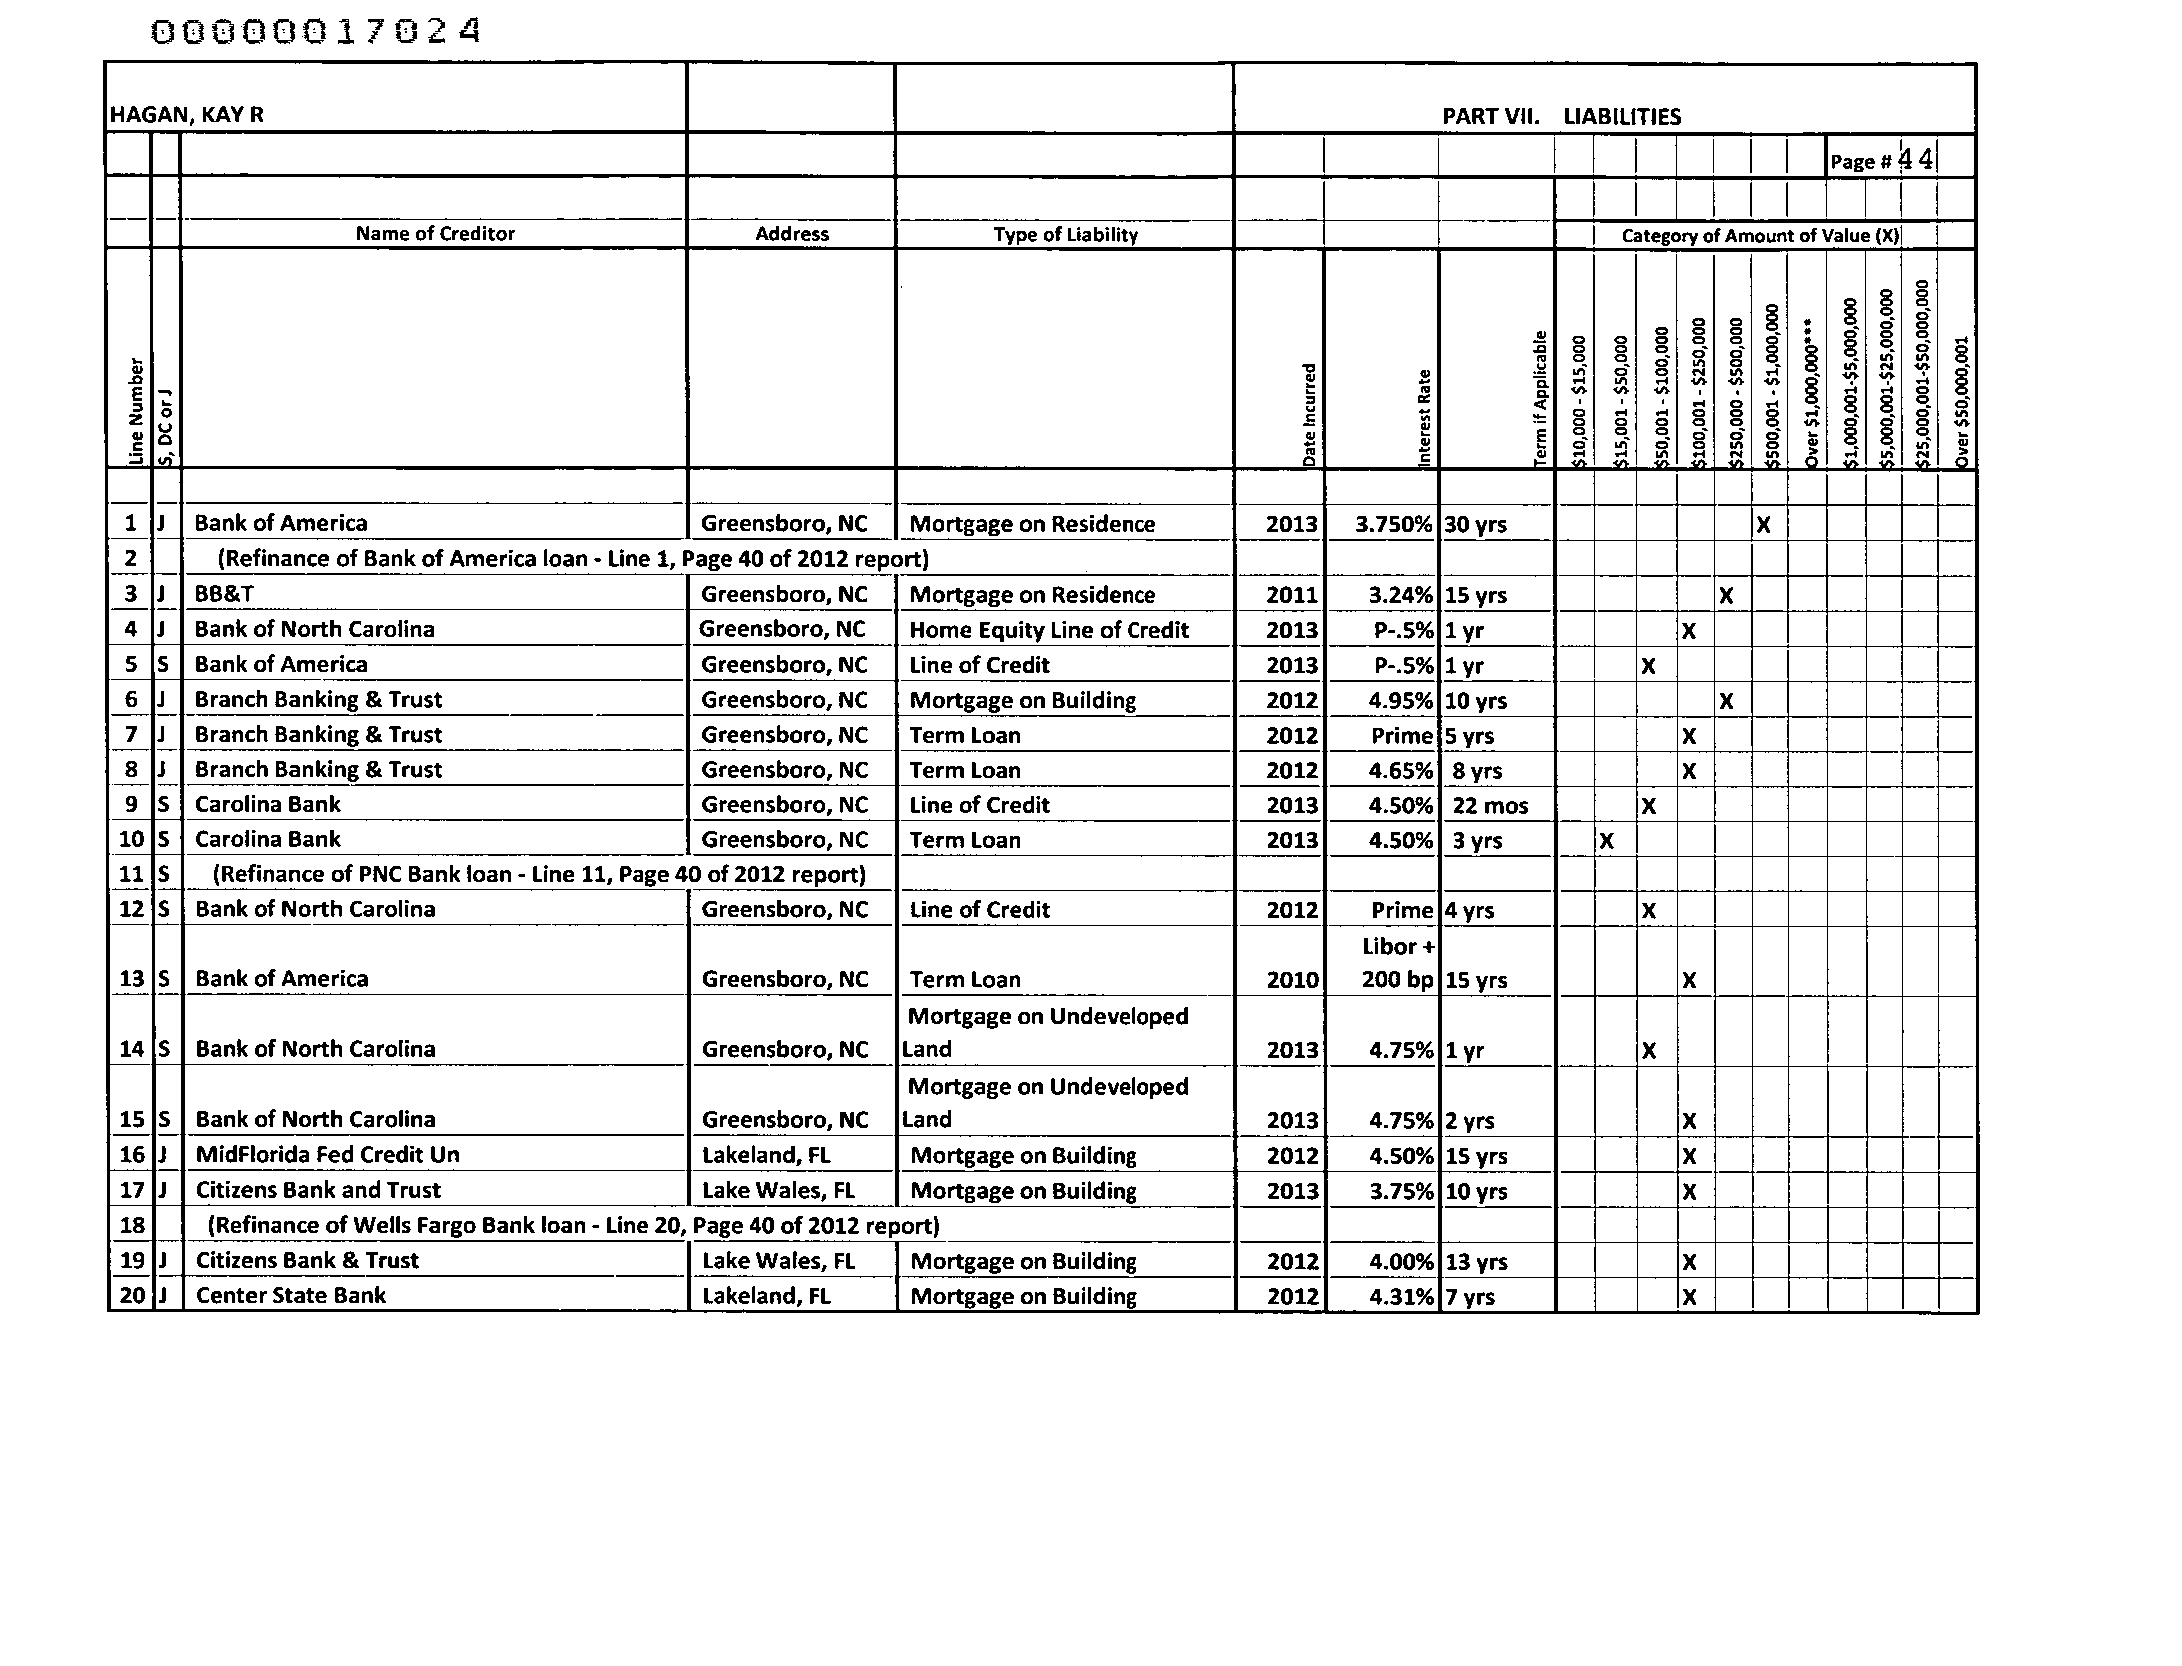 00000017024
HAGAN, KAY R PART VII. LIABILITIES
Page # 44
Name of Creditor Address Type of Liability Category of Amount of Value (X)
Line Number S, DC or J Date Incurred Interest Rate Term if Applicable $10,000 - $15,000 $15,001 - $50,000 $50,001 - $100,000 $100,001 - $250,000 $250,000 - $500,000 $500,001 - $1,000,000 Over $1,000,000*** $1,000,001-$5,000,000 $5,000,001-$25,000,000 $25,000,001-$50,000,000 Over $50,000,001
1 J Bank of America Greensboro, NC Mortgage on Residence 2013 3.750% 30 yrs X
2 (Refinance of Bank of America loan - Line 1, Page 40 of 2012 report)
3 J BB&T Greensboro, NC Mortgage on Residence 2011 3.24% 15 yrs X
4 J Bank of North Carolina Greensboro, NC Home Equity Line of Credit 2013 P-.5% 1 yr X
5 S Bank of America Greensboro, NC Line of Credit 2013 P-.5% 1 yr X
6 J Branch Banking & Trust Greensboro, NC Mortgage on Building 2012 4.95% 10 yrs X
7 J Branch Banking & Trust Greensboro, NC Term Loan 2012 Prime 5 yrs X
8 J Branch Banking & Trust Greensboro, NC Term Loan 2012 4.65% 8 yrs X
9 S Carolina Bank Greensboro, NC Line of Credit 2013 4.50% 22 mos X
10 S Carolina Bank Greensboro, NC Term Loan 2013 4.50% 3 yrs X
11 S (Refinance of PNC Bank loan - Line 11, Page 40 of 2012 report)
12 S Bank of North Carolina Greensboro, NC Line of Credit 2012 Prime 4 yrs X
Libor +
13 S Bank of America Greensboro, NC Term Loan 2010 200 bp 15 yrs X
Mortgage on Undeveloped
14 S Bank of North Carolina Greensboro, NC Land 2013 4.75% 1 yr X
Mortgage on Undeveloped
15 S Bank of North Carolina Greensboro, NC Land 2013 4.75% 2 yrs X
16 J MidFlorida Fed Credit Un Lakeland, FL Mortgage on Building 2012 4.50% 15 yrs X
17 J Citizens Bank and Trust Lake Wales, FL Mortgage on Building 2013 3.75% 10 yrs X
18 (Refinance of Wells Fargo Bank loan - Line 20, Page 40 of 2012 report)
19 J Citizens Bank & Trust Lake Wales, FL Mortgage on Building 2012 4.00% 13 yrs X
20 J Center State Bank Lakeland, FL Mortgage on Building 2012 4.31% 7 yrs X